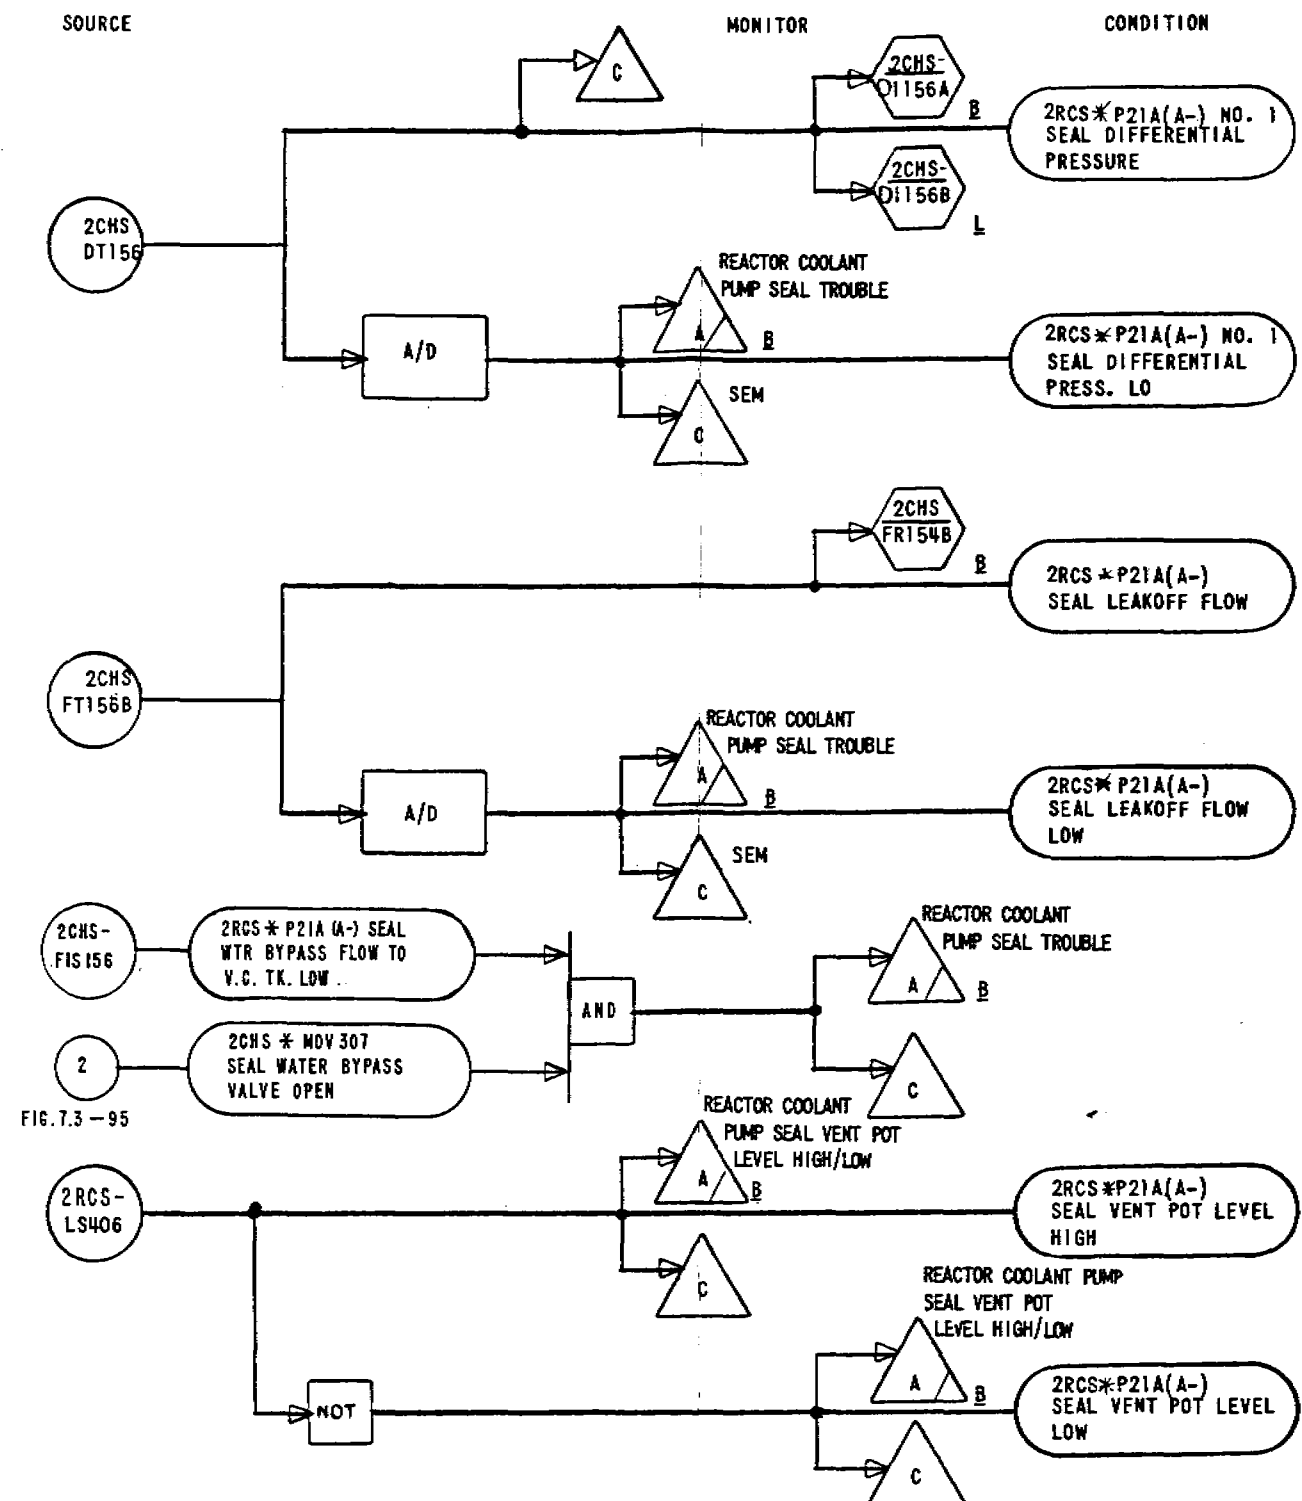 SOURCE
MONITOR
CONDITION
C
2CHS-
DI156A
B
2RCS*P21A(A-) NO. 1
SEAL DIFFERENTIAL
PRESSURE
2CHS-
DI156B
L
2CHS
DT156
REACTOR COOLANT
PUMP SEAL TROUBLE
A
B
A/D
2RCS*P21A(A-) NO. 1
SEAL DIFFERENTIAL
PRESS. LO
SEM
C
2CHS
FR154B
B
2RCS*P21A(A-)
SEAL LEAKOFF FLOW
2CHS
FT156B
REACTOR COOLANT
PUMP SEAL TROUBLE
A
B
A/D
2RCS* P21A(A-)
SEAL LEAKOFF FLOW
LOW
SEM
C
2CHS-
FIS156
2RCS* P21A (A-) SEAL
WTR BYPASS FLOW TO
V.C. TK. LOW
REACTOR COOLANT
PUMP SEAL TROUBLE
A
B
AND
2
2CHS * MOV 307
SEAL WATER BYPASS
VALVE OPEN
C
FIG.7.3-95
REACTOR COOLANT
PUMP SEAL VENT POT
LEVEL HIGH/LOW
A
B
2RCS-
LS406
2RCS*P21A(A-)
SEAL VENT POT LEVEL
HIGH
C
REACTOR COOLANT PUMP
SEAL VENT POT
LEVEL HIGH/LOW
A
B
NOT
2RCS*P21A(A-)
SEAL VENT POT LEVEL
LOW
C